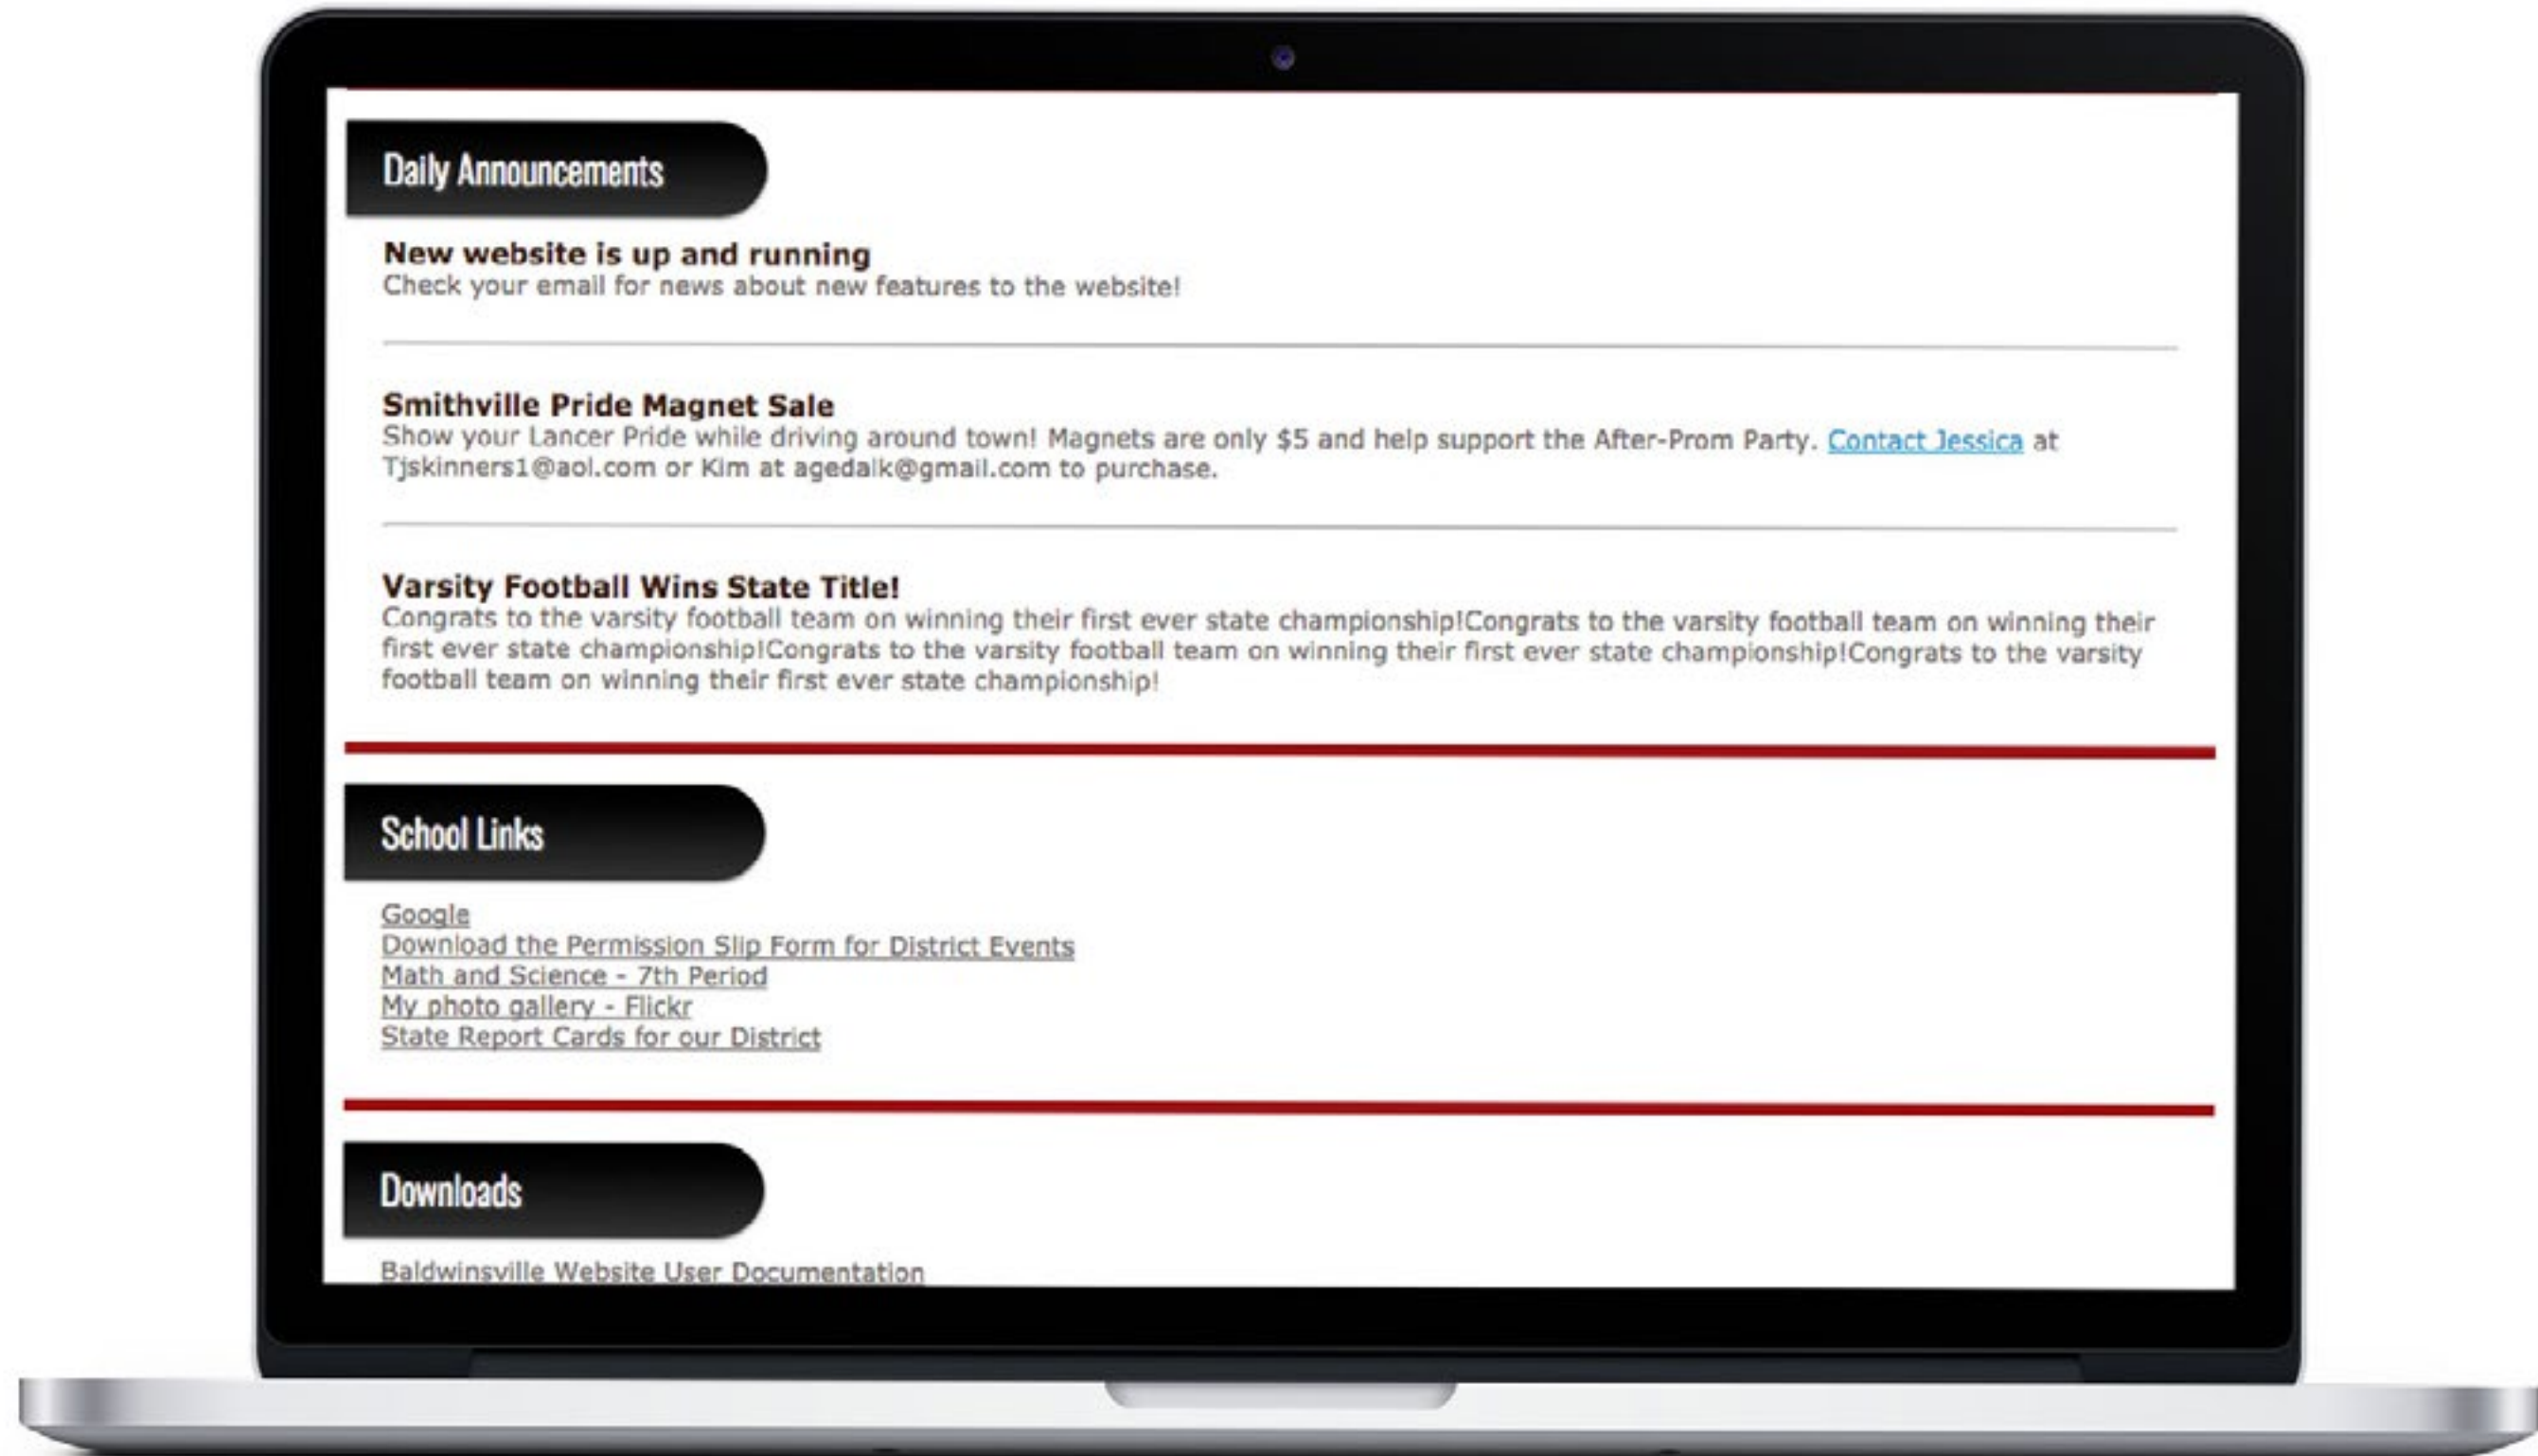 Daily Announcements
New website is up and running
Check your email for news about new features to the website!
Smithville Pride Magnet Sale
Show your Lancer Pride while driving around town! Magnets are only $5 and help support the After-Prom Party. Contact Jessica at
Tjskinners1@aol.com or Kim at agedalk@gmail.com to purchase.
Varsity Football Wins State Title!
Congrats to the varsity football team on winning their first ever state championship!Congrats to the varsity football team on winning their
first ever state championship!Congrats to the varsity football team on winning their first ever state championship!Congrats to the varsity
football team on winning their first ever state championship!
School Links
Google
Download the Permission Slip Form for District Events
Math and Science - 7th Period
My photo gallery - Flickr
State Report Cards for our District
Downloads
Baldwinsville Website User Documentation